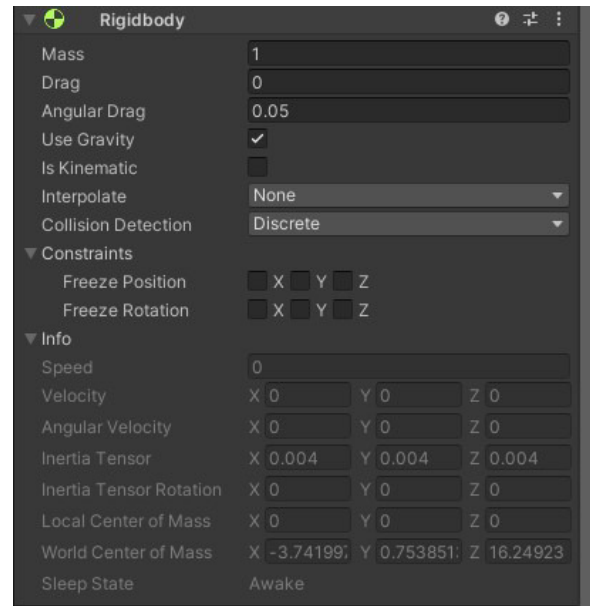 Rigidbody
Mass 1
Drag 0
Angular Drag 0.05
Use Gravity
Is Kinematic
Interpolate None
Collision Detection Discrete
Constraints
Freeze Position X Y Z
Freeze Rotation X Y Z
Info
Speed 0
Velocity X 0 Y 0 Z 0
Angular Velocity X 0 Y 0 Z 0
Inertia Tensor X 0.004 Y 0.004 Z 0.004
Inertia Tensor Rotation X 0 Y 0 Z 0
Local Center of Mass X 0 Y 0 Z 0
World Center of Mass X -3.74199 Y 0.753851 Z 16.24923
Sleep State Awake